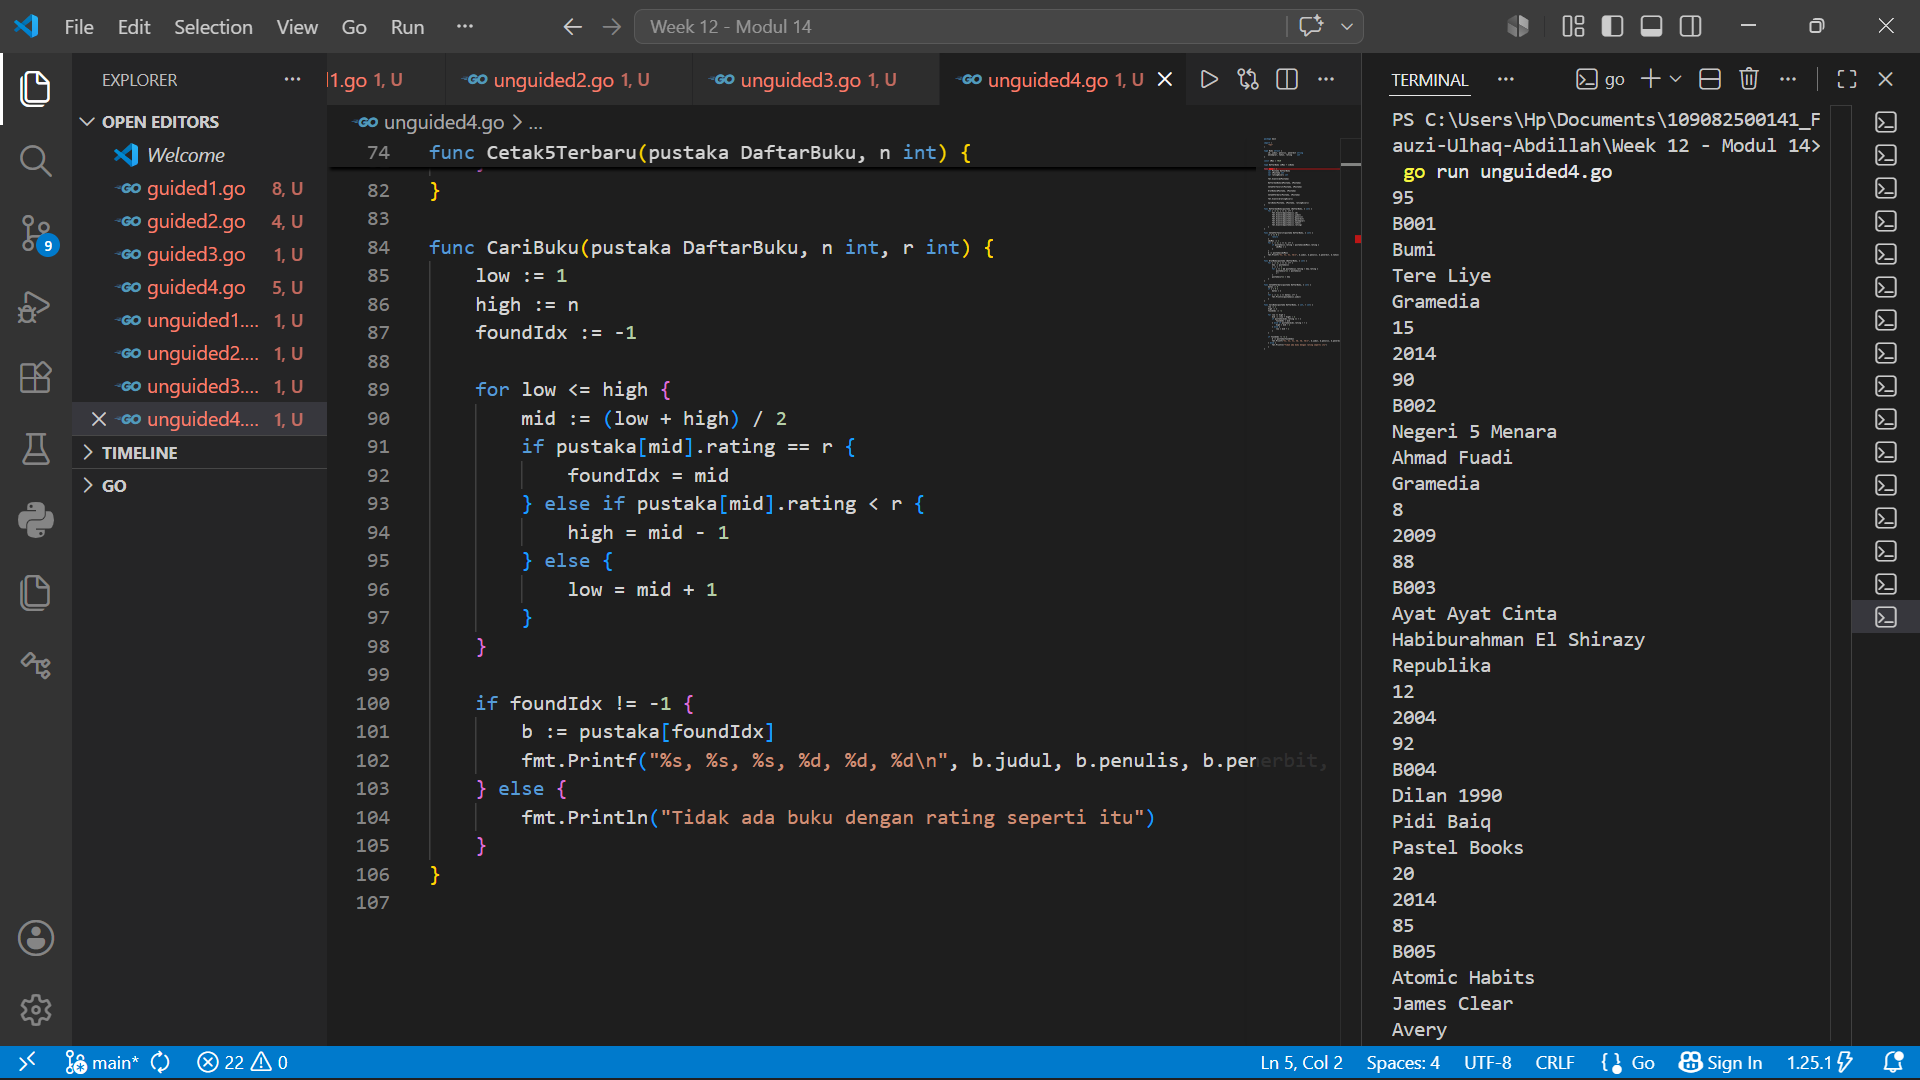 File Edit Selection View Go Run ···
Week 12 - Modul 14
EXPLORER
OPEN EDITORS
Welcome
guided1.go 8, U
guided2.go 4, U
guided3.go 1, U
guided4.go 5, U
unguided1.... 1, U
unguided2.... 1, U
unguided3.... 1, U
unguided4.... 1, U
TIMELINE
GO
9
1.go 1, U
unguided2.go 1, U
unguided3.go 1, U
unguided4.go 1, U
unguided4.go > ...
74 func Cetak5Terbaru(pustaka DaftarBuku, n int) {
82 }
83
84 func CariBuku(pustaka DaftarBuku, n int, r int) {
85 low := 1
86 high := n
87 foundIdx := -1
88
89 for low <= high {
90 mid := (low + high) / 2
91 if pustaka[mid].rating == r {
92 foundIdx = mid
93 } else if pustaka[mid].rating < r {
94 high = mid - 1
95 } else {
96 low = mid + 1
97 }
98 }
99
100 if foundIdx != -1 {
101 b := pustaka[foundIdx]
102 fmt.Printf("%s, %s, %s, %d, %d, %d\n", b.judul, b.penulis, b.penerbit,
103 } else {
104 fmt.Println("Tidak ada buku dengan rating seperti itu")
105 }
106 }
107
TERMINAL
go
PS C:\Users\Hp\Documents\109082500141_F
auzi-Ulhaq-Abdillah\Week 12 - Modul 14>
go run unguided4.go
95
B001
Bumi
Tere Liye
Gramedia
15
2014
90
B002
Negeri 5 Menara
Ahmad Fuadi
Gramedia
8
2009
88
B003
Ayat Ayat Cinta
Habiburahman El Shirazy
Republika
12
2004
92
B004
Dilan 1990
Pidi Baiq
Pastel Books
20
2014
85
B005
Atomic Habits
James Clear
Avery
main* 22 0
Ln 5, Col 2 Spaces: 4 UTF-8 CRLF {} Go Sign In 1.25.1